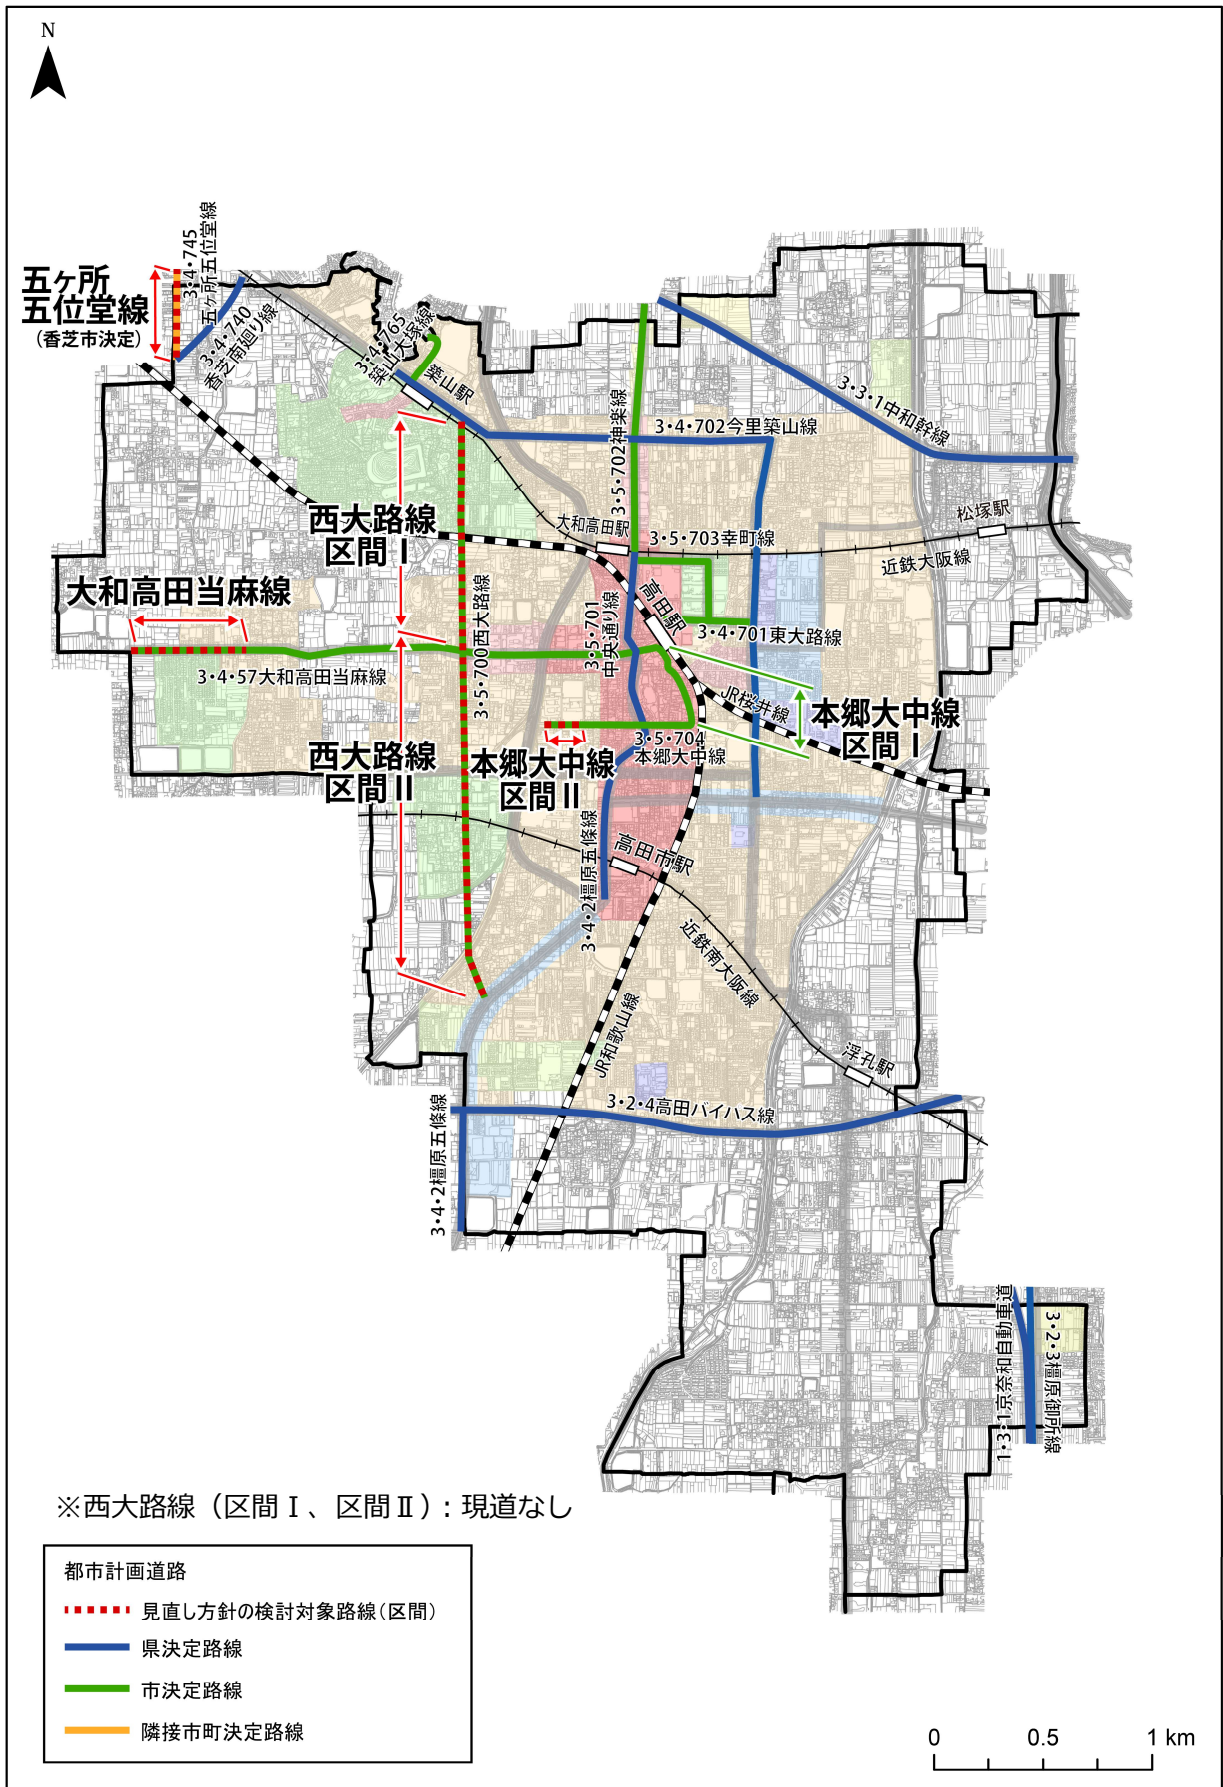 N
3・4・745
五ヶ所五位堂線
五ヶ所
五位堂線
（香芝市決定）
3・4・740
香芝南廻り線
3・4・765
築山大塚線
築山駅
3・3・1中和幹線
3・5・702神楽線
3・4・702今里築山線
西大路線
区間Ⅰ
大和高田駅
3・5・703幸町線
松塚駅
近鉄大阪線
大和高田当麻線
3・5・700西大路線
3・5・701
中央通り線
高田駅
3・4・701東大路線
3・4・57大和高田当麻線
JR桜井線
本郷大中線
区間Ⅰ
西大路線
区間Ⅱ
本郷大中線
区間Ⅱ
3・5・704
本郷大中線
3・4・2橿原五條線
高田市駅
近鉄南大阪線
JR和歌山線
浮孔駅
3・2・4高田バイパス線
3・4・2橿原五條線
1・3・1京奈和自動車道
3・2・3橿原御所線
※西大路線（区間Ⅰ、区間Ⅱ）：現道なし
都市計画道路
見直し方針の検討対象路線（区間）
県決定路線
市決定路線
隣接市町決定路線
0 0.5 1 km